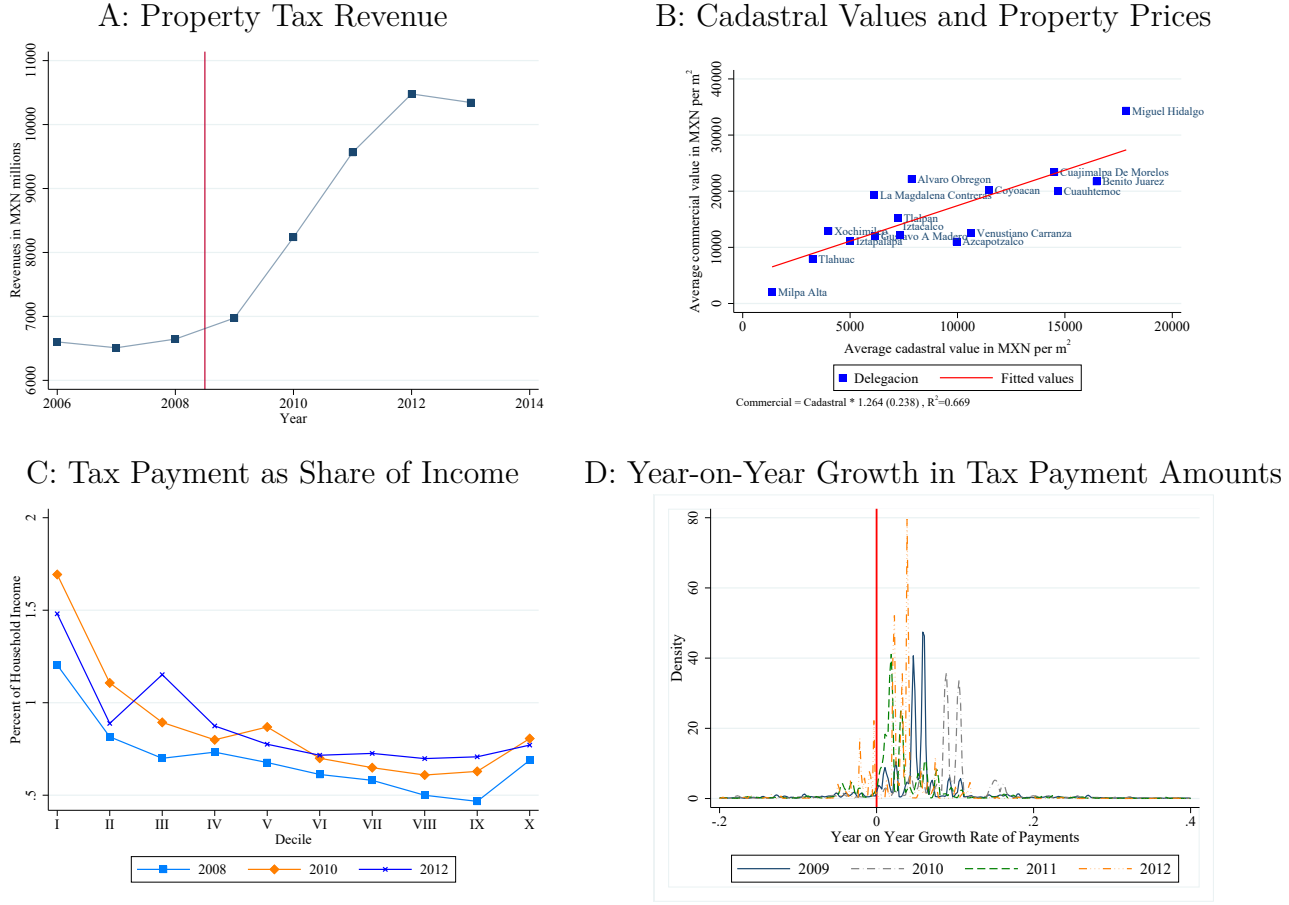 A: Property Tax Revenue
Revenues in MXN millions
11000
10000
9000
8000
7000
6000
2006
2008
2010
2012
2014
Year
B: Cadastral Values and Property Prices
Average commercial value in MXN per m²
40000
30000
20000
10000
0
Miguel Hidalgo
Cuajimalpa De Morelos
Benito Juarez
Alvaro Obregon
Coyoacan
Cuauhtemoc
La Magdalena Contreras
Tlalpan
Iztacalco
Xochimilco
Gustavo A Madero
Venustiano Carranza
Iztapalapa
Azcapotzalco
Tlahuac
Milpa Alta
0
5000
10000
15000
20000
Average cadastral value in MXN per m²
Delegacion
Fitted values
Commercial = Cadastral * 1.264 (0.238) , R²=0.669
C: Tax Payment as Share of Income
Percent of Household Income
2
1.5
1
.5
I II III IV V VI VII VIII IX X
Decile
2008 2010 2012
D: Year-on-Year Growth in Tax Payment Amounts
Density
80
60
40
20
0
-.2 0 .2 .4
Year on Year Growth Rate of Payments
2009 2010 2011 2012